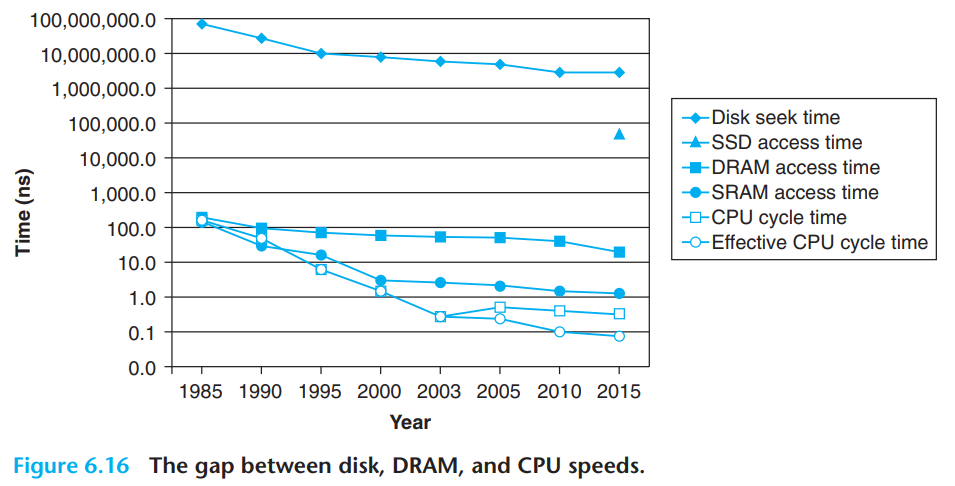 100,000,000.0
10,000,000.0
1,000,000.0
100,000.0
10,000.0
1,000.0
100.0
10.0
1.0
0.1
0.0
Time (ns)
1985 1990 1995 2000 2003 2005 2010 2015
Year
Disk seek time
SSD access time
DRAM access time
SRAM access time
CPU cycle time
Effective CPU cycle time
Figure 6.16 The gap between disk, DRAM, and CPU speeds.